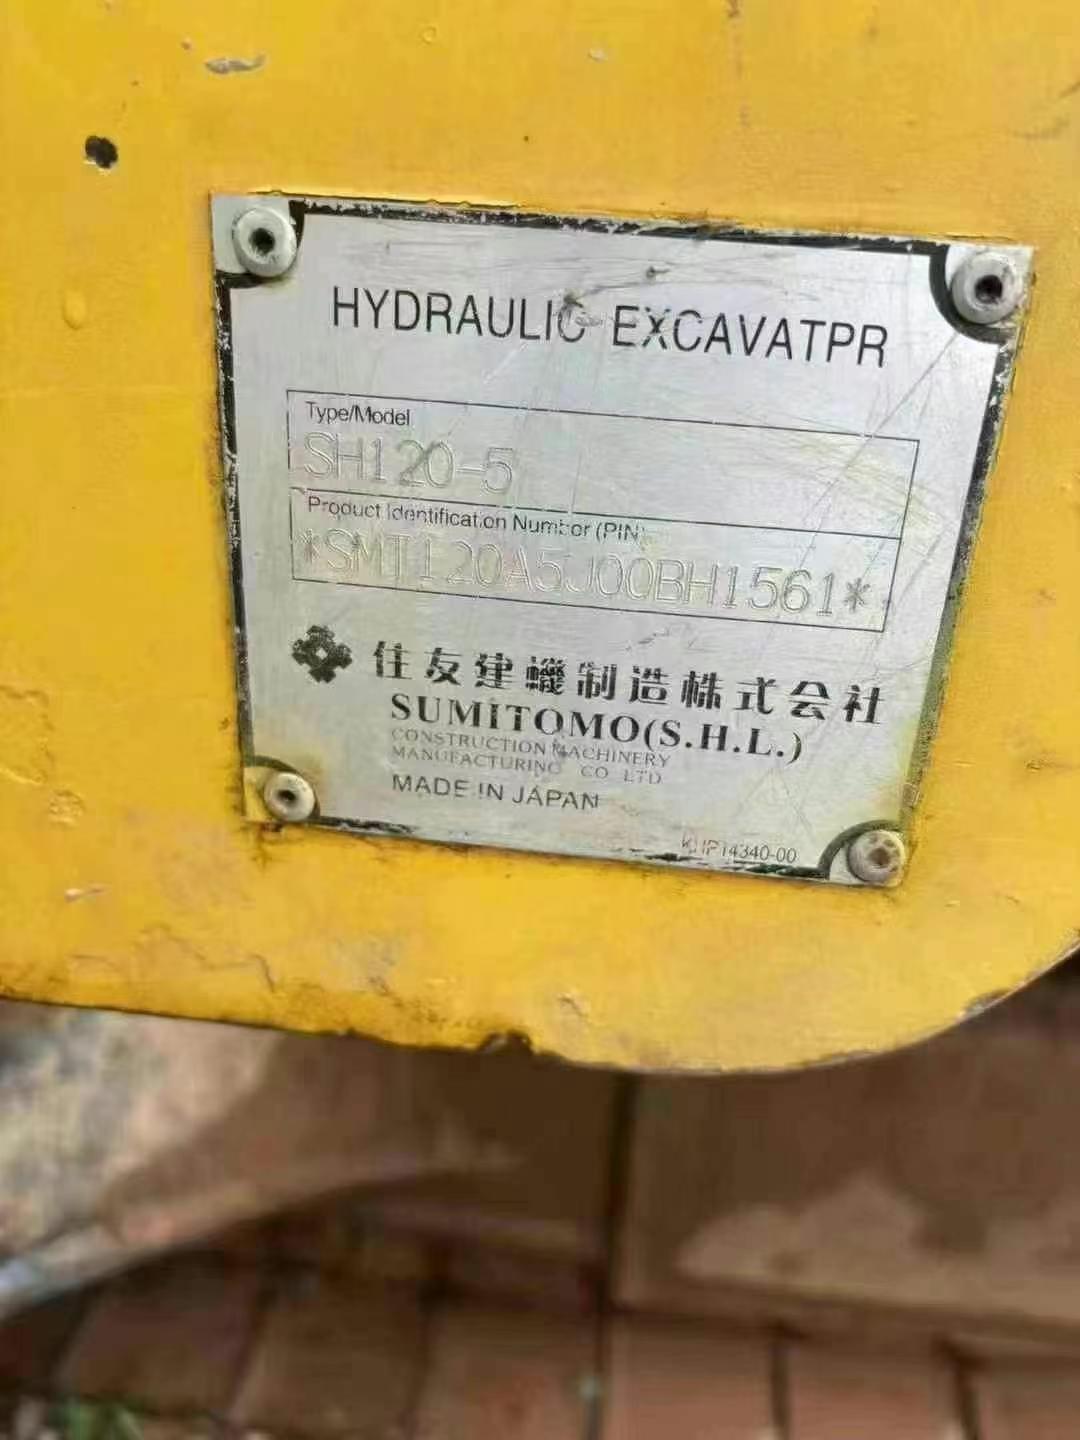 HYDRAULIC EXCAVATPR
Type/Model
SH120-5
Product Identification Number (PIN)
*SMT120A5J00BH1561*
住友建蟣制造株式会社
SUMITOMO(S.H.L.)
CONSTRUCTION MACHINERY
MANUFACTURING CO LTD
MADE IN JAPAN
KHP14340-00